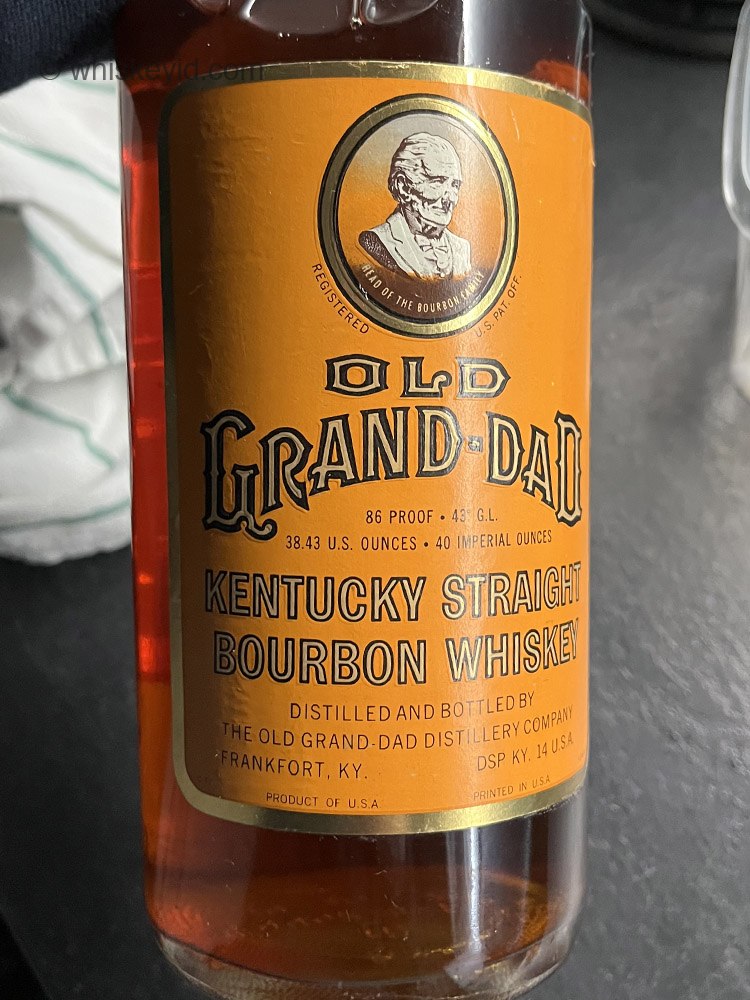 © whiskeyid.com
HEAD OF THE BOURBON FAMILY
REGISTERED
U.S. PAT. OFF.
OLD
GRAND-DAD
86 PROOF • 43° G.L.
38.43 U.S. OUNCES • 40 IMPERIAL OUNCES
KENTUCKY STRAIGHT
BOURBON WHISKEY
DISTILLED AND BOTTLED BY
THE OLD GRAND-DAD DISTILLERY COMPANY
FRANKFORT, KY. DSP KY. 14 U.S.A.
PRODUCT OF U.S.A PRINTED IN U.S.A